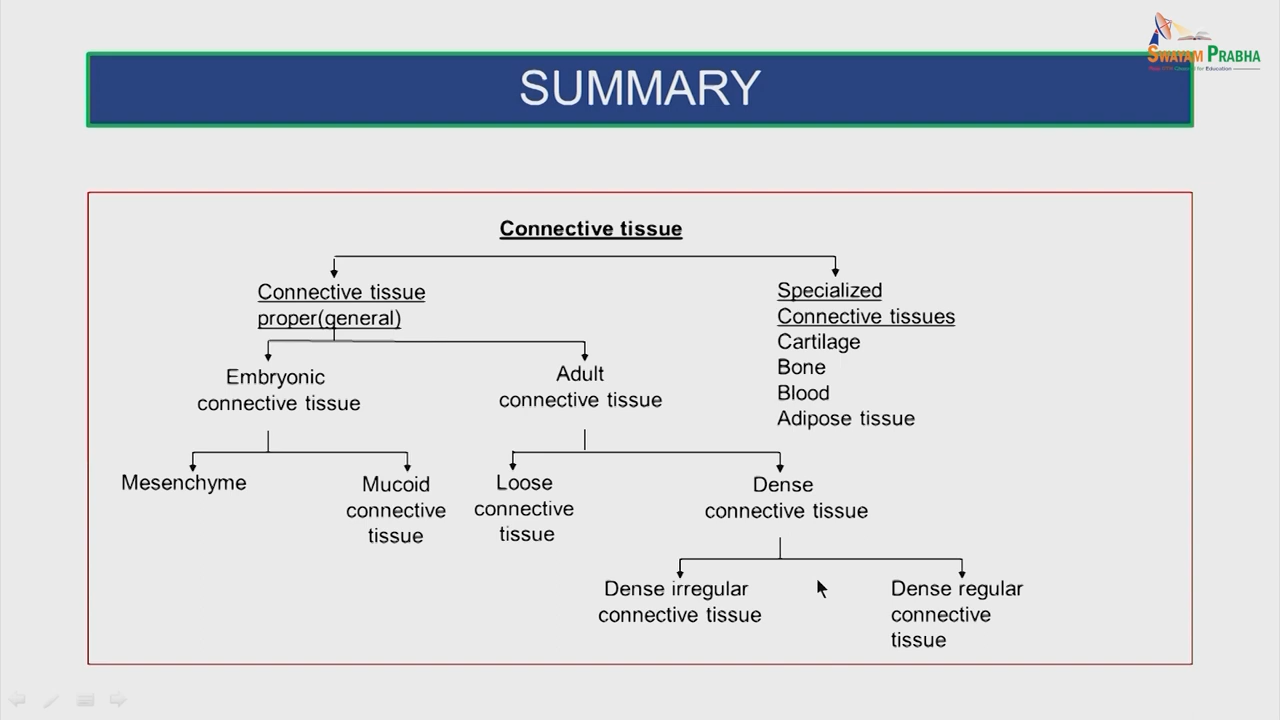 SWAYAM PRABHA
SUMMARY
Connective tissue
Connective tissue
proper(general)
Specialized
Connective tissues
Cartilage
Bone
Blood
Adipose tissue
Embryonic
connective tissue
Adult
connective tissue
Mesenchyme
Mucoid
connective
tissue
Loose
connective
tissue
Dense
connective tissue
Dense irregular
connective tissue
Dense regular
connective
tissue